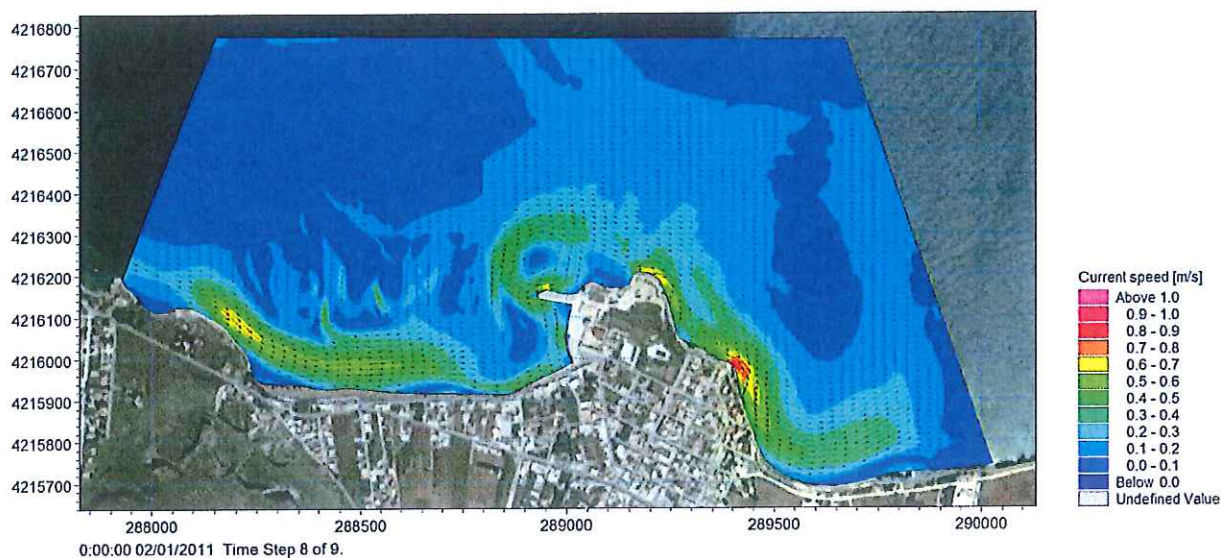 4216800
4216700
4216600
4216500
4216400
4216300
4216200
4216100
4216000
4215900
4215800
4215700
288000 288500 289000 289500 290000
0:00:00 02/01/2011 Time Step 8 of 9.
Current speed [m/s]
Above 1.0
0.9 - 1.0
0.8 - 0.9
0.7 - 0.8
0.6 - 0.7
0.5 - 0.6
0.4 - 0.5
0.3 - 0.4
0.2 - 0.3
0.1 - 0.2
0.0 - 0.1
Below 0.0
Undefined Value